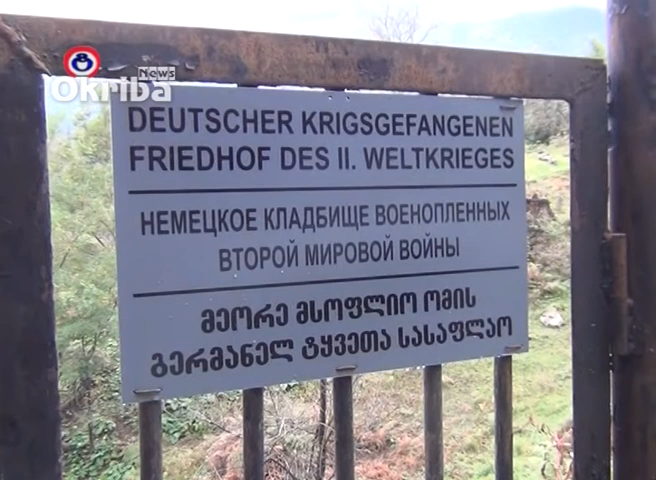 News
Okriba
DEUTSCHER KRIGSGEFANGENEN
FRIEDHOF DES II. WELTKRIEGES
НЕМЕЦКОЕ КЛАДБИЩЕ ВОЕНОПЛЕННЫХ
ВТОРОЙ МИРОВОЙ ВОЙНЫ
მეორე მსოფლიო ომის
გერმანელ ტყვეთა სასაფლაო